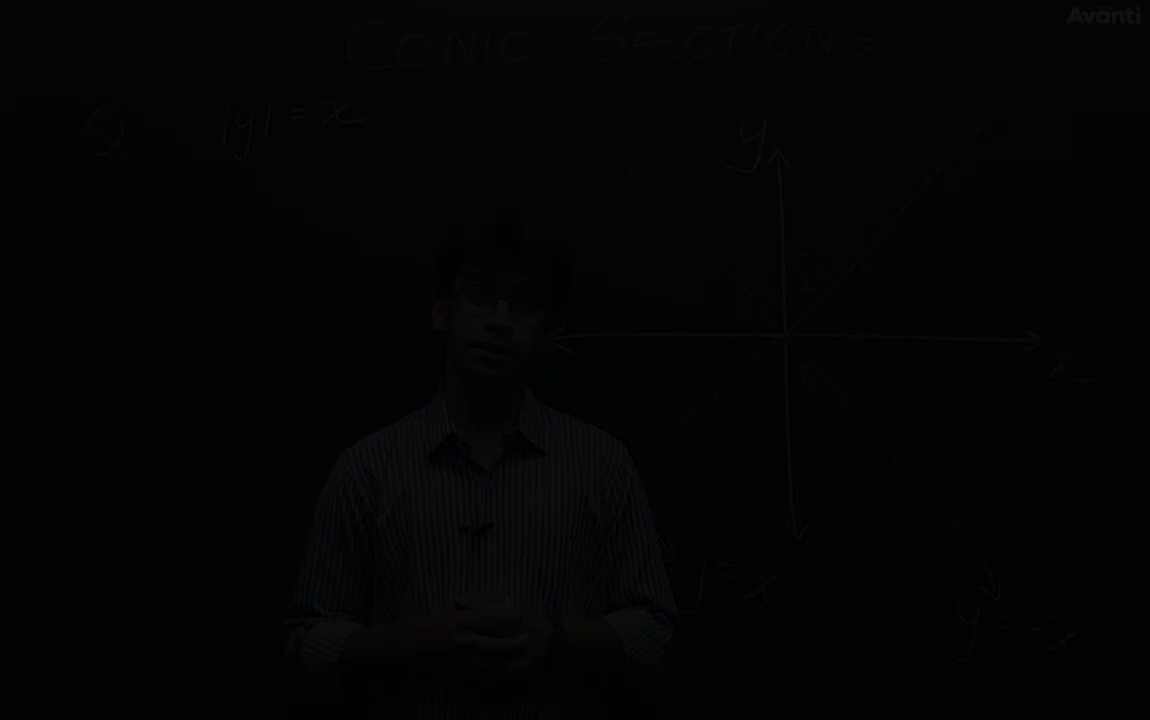 Avanti
CONIC SECTIONS
Q |y| = x
y
x
y = x
y = -x